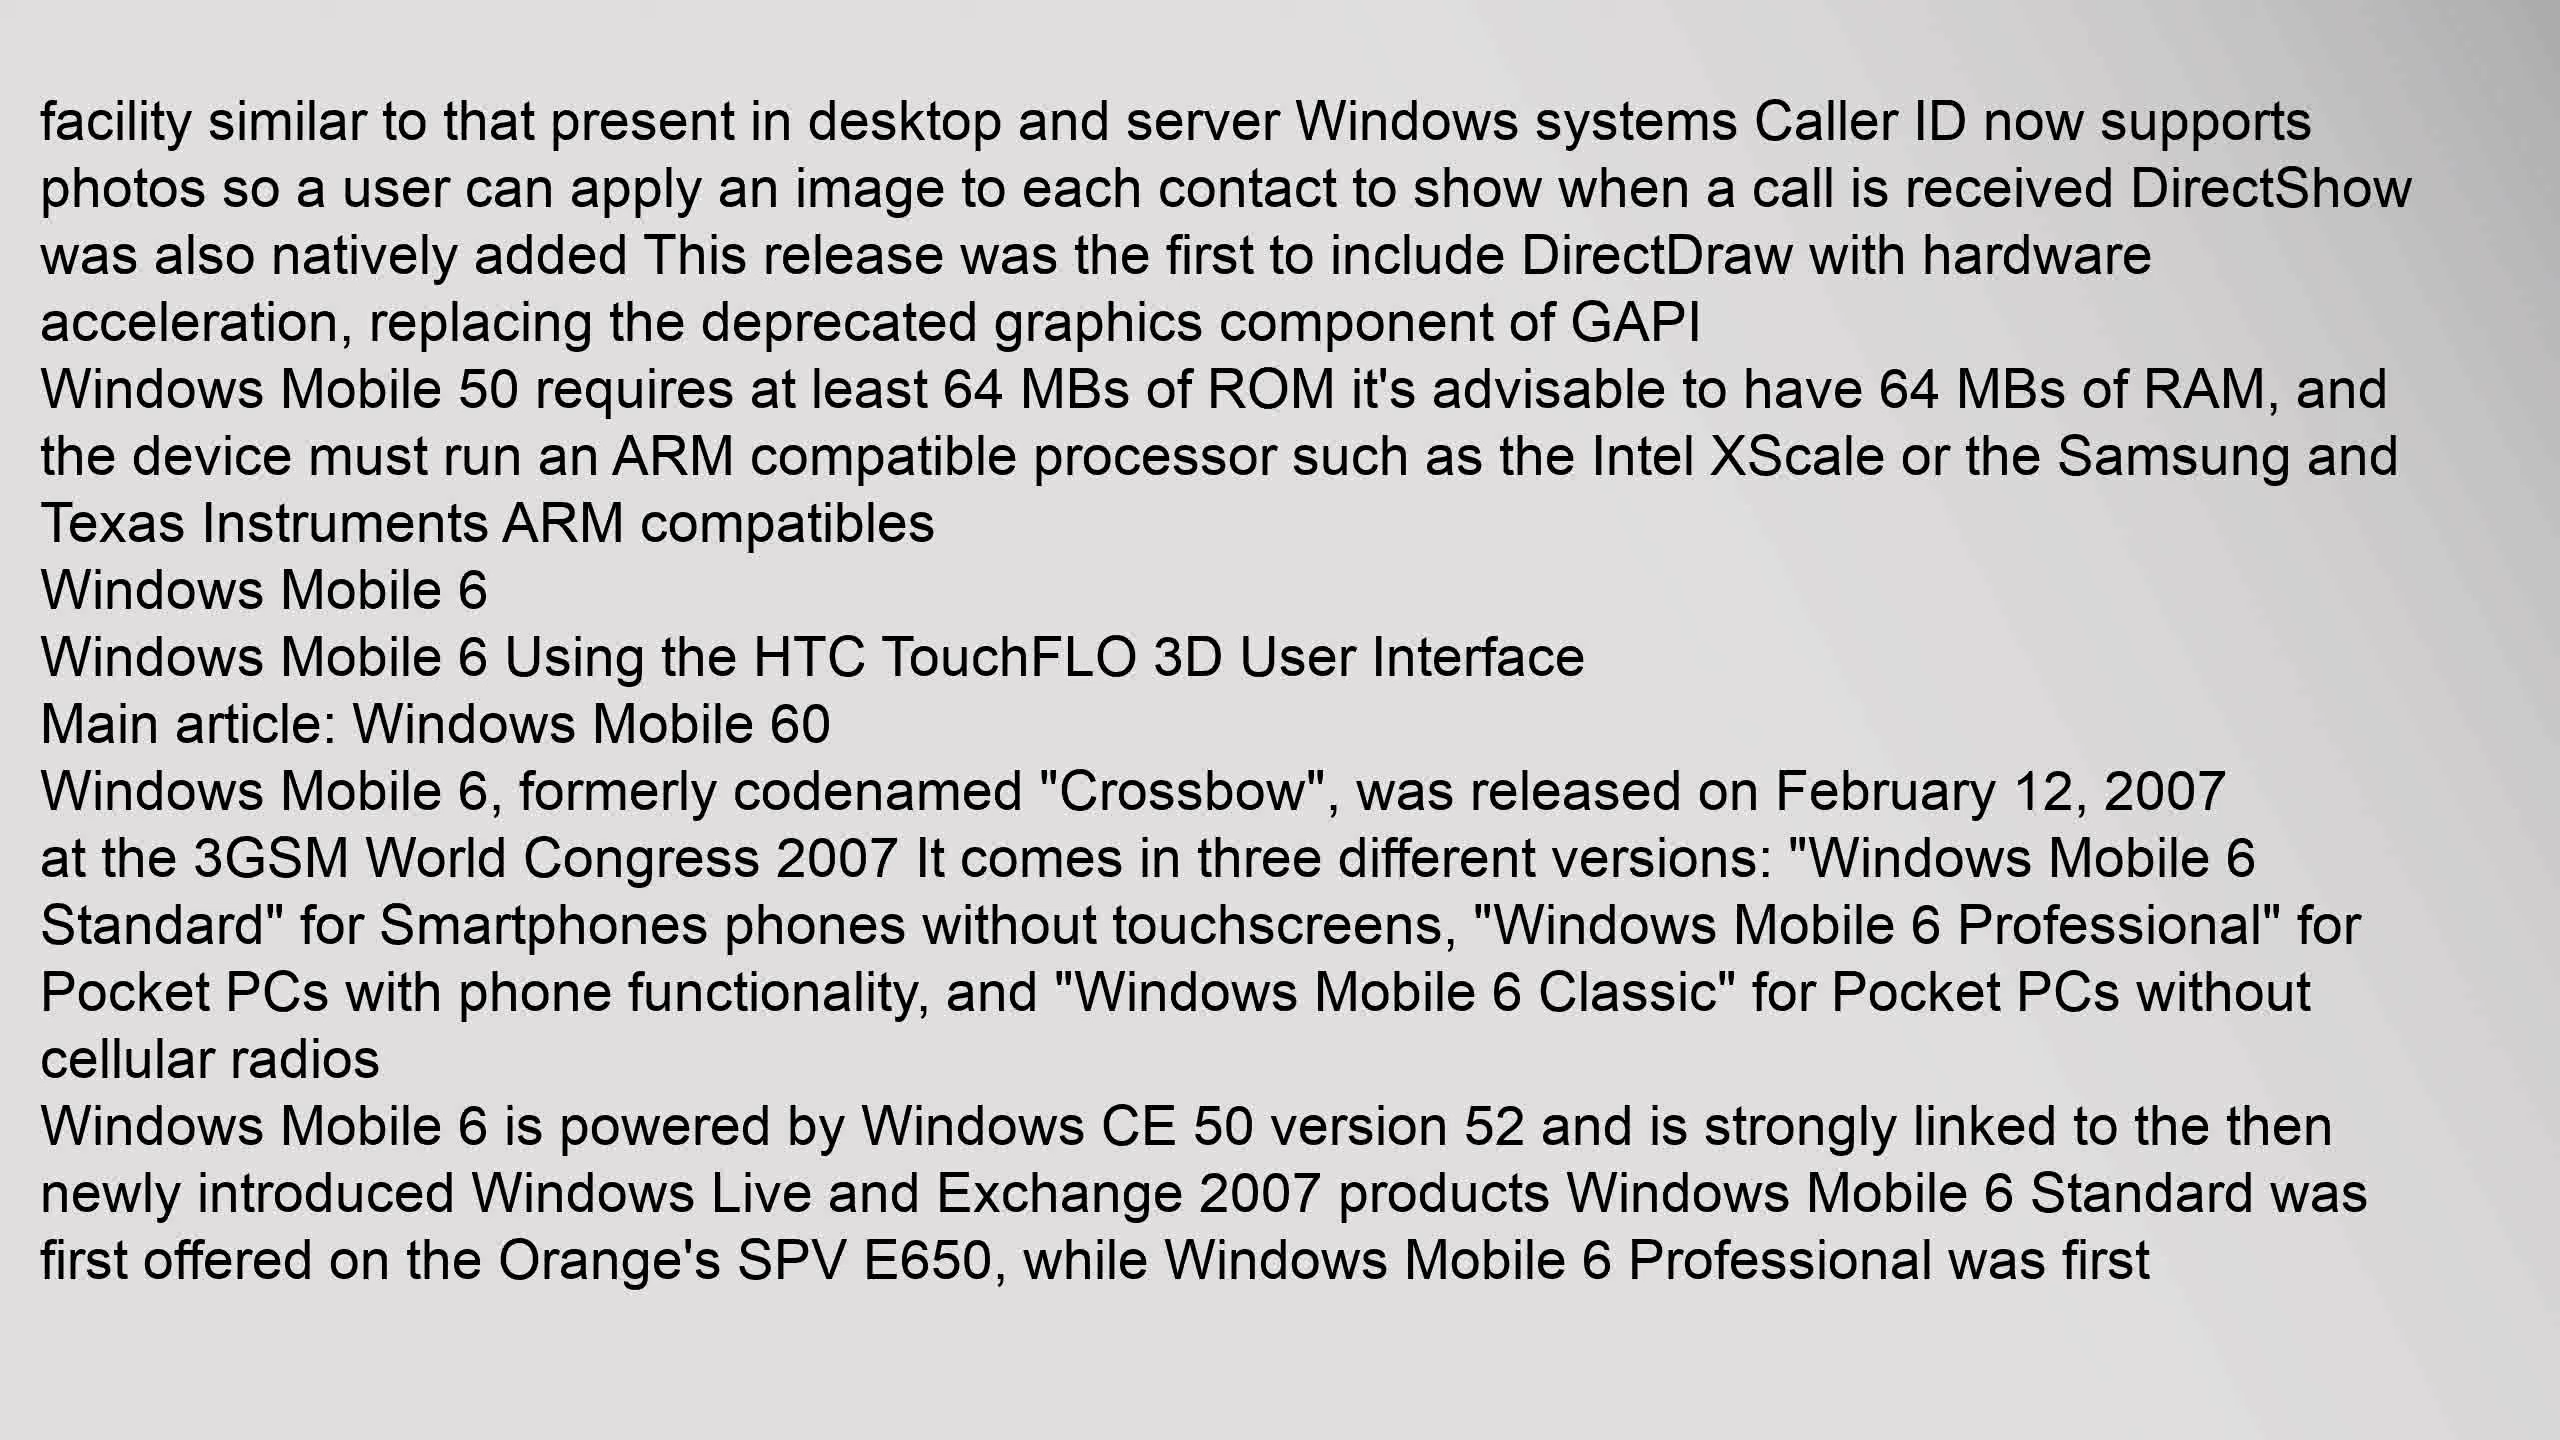 facility similar to that present in desktop and server Windows systems Caller ID now supports
photos so a user can apply an image to each contact to show when a call is received DirectShow
was also natively added This release was the first to include DirectDraw with hardware
acceleration, replacing the deprecated graphics component of GAPI
Windows Mobile 50 requires at least 64 MBs of ROM it's advisable to have 64 MBs of RAM, and
the device must run an ARM compatible processor such as the Intel XScale or the Samsung and
Texas Instruments ARM compatibles
Windows Mobile 6
Windows Mobile 6 Using the HTC TouchFLO 3D User Interface
Main article: Windows Mobile 60
Windows Mobile 6, formerly codenamed "Crossbow", was released on February 12, 2007
at the 3GSM World Congress 2007 It comes in three different versions: "Windows Mobile 6
Standard" for Smartphones phones without touchscreens, "Windows Mobile 6 Professional" for
Pocket PCs with phone functionality, and "Windows Mobile 6 Classic" for Pocket PCs without
cellular radios
Windows Mobile 6 is powered by Windows CE 50 version 52 and is strongly linked to the then
newly introduced Windows Live and Exchange 2007 products Windows Mobile 6 Standard was
first offered on the Orange's SPV E650, while Windows Mobile 6 Professional was first